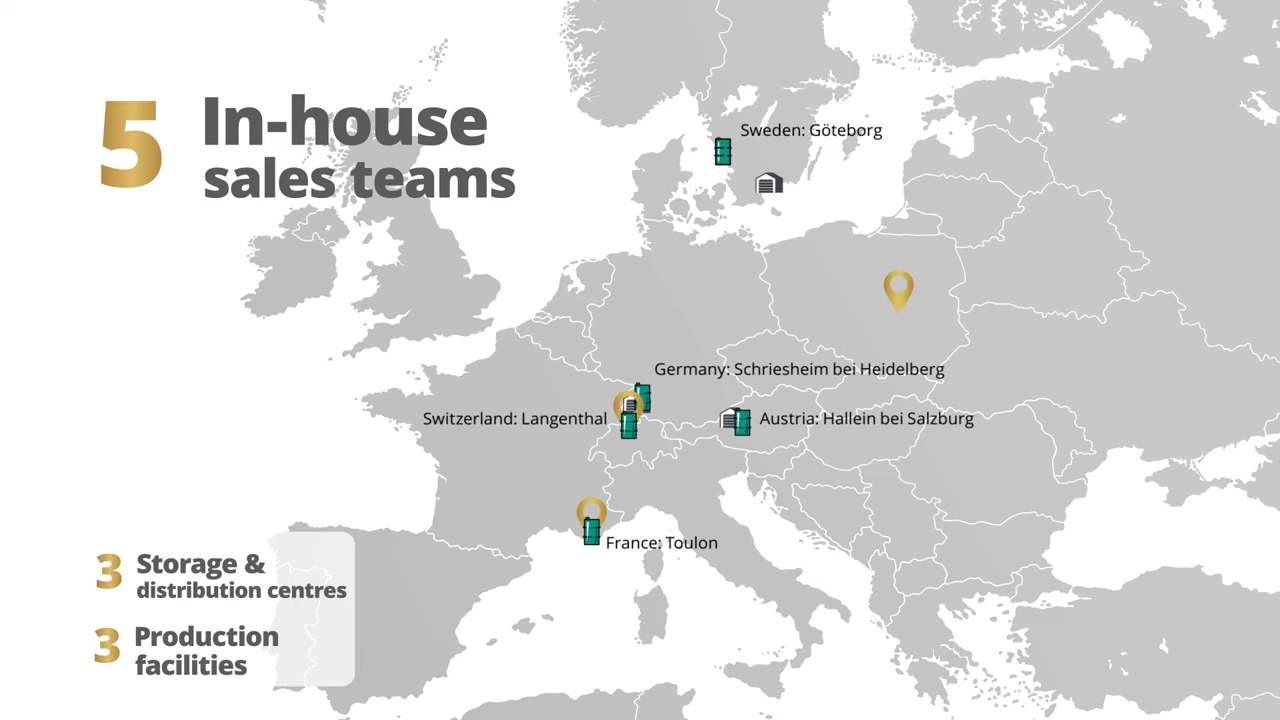 5 In-house
sales teams
Sweden: Göteborg
Germany: Schriesheim bei Heidelberg
Switzerland: Langenthal
Austria: Hallein bei Salzburg
France: Toulon
3 Storage &
distribution centres
3 Production
facilities